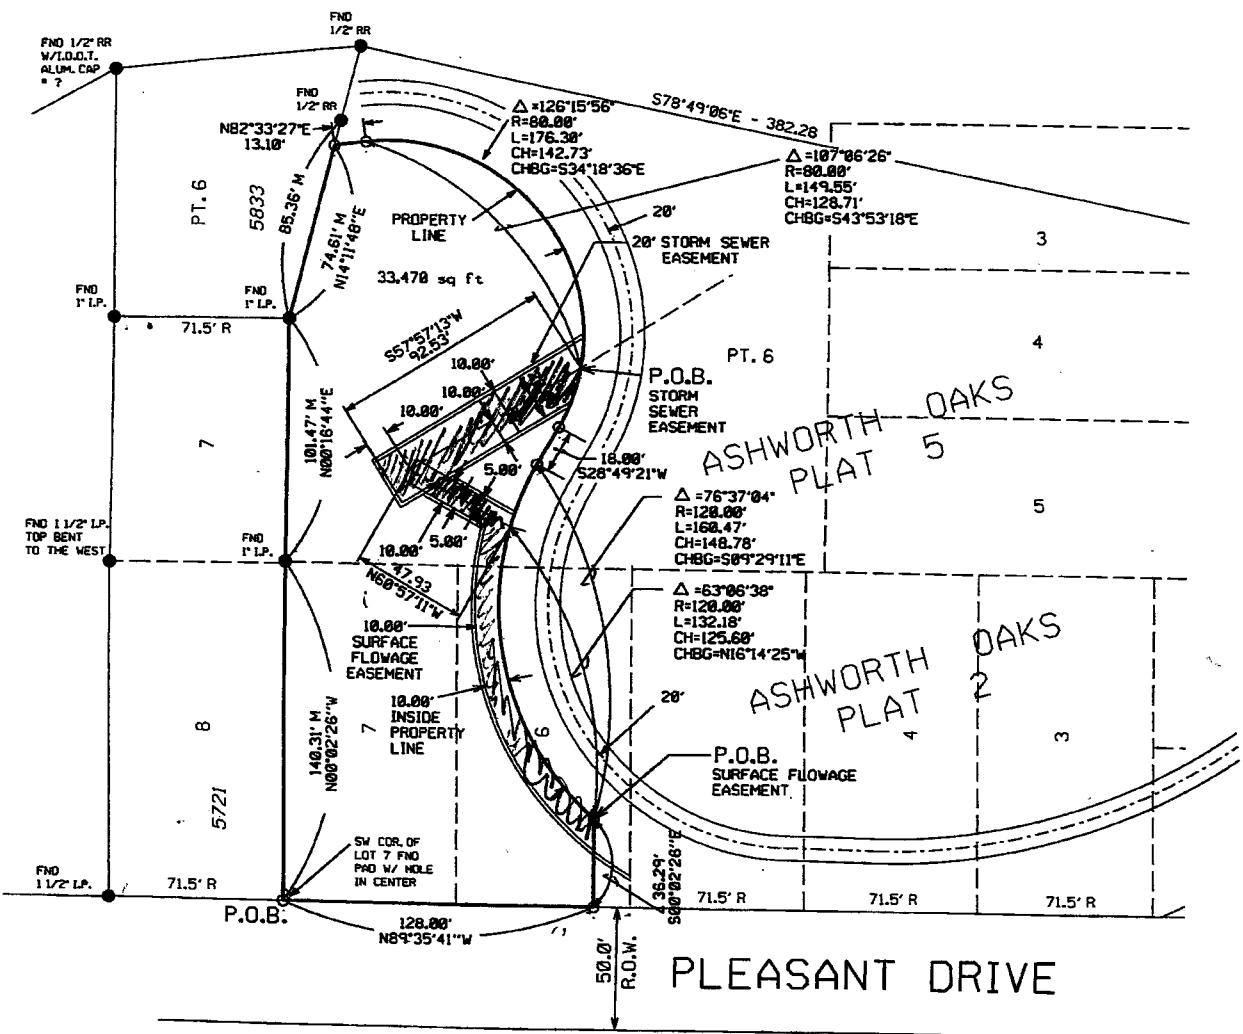 FND
1/2" RR
FND 1/2" RR
W/I.D.O.T.
ALUM. CAP
" ?
FND
1/2" RR
N82°33'27"E
13.10'
Δ =126°15'56"
R=80.00'
L=176.30'
CH=142.73'
CHBG=S34°18'36"E
S78°49'06"E - 382.28
Δ =107°06'26"
R=80.00'
L=149.55'
CH=128.71'
CHBG=S43°53'18"E
PT. 6
5833
85.36' M
74.61' M
N14°11'48"E
PROPERTY
LINE
33,470 sq ft
20'
20' STORM SEWER
EASEMENT
3
FND
1" I.P.
FND
1" I.P.
71.5' R
S57°57'13"W
92.53'
10.00'
10.00'
10.00'
PT. 6
4
P.O.B.
STORM
SEWER
EASEMENT
ASHWORTH OAKS
PLAT 5
101.47' M
N00°16'44"E
7
5.00'
18.00'
S28°49'21"W
Δ =76°37'04"
R=120.00'
L=160.47'
CH=148.78'
CHBG=S09°29'11"E
5
FND 1 1/2" I.P.
TOP BENT
TO THE WEST
FND
1" I.P.
10.00'
5.00'
47.93
N60°57'11"W
Δ =63°06'38"
R=120.00'
L=132.18'
CH=125.60'
CHBG=N16°14'25"W
7
10.00'
SURFACE
FLOWAGE
EASEMENT
ASHWORTH OAKS
PLAT 2
10.00'
INSIDE
PROPERTY
LINE
20'
8
5721
140.31' M
N00°02'26"W
7
6
4
3
P.O.B.
SURFACE FLOWAGE
EASEMENT
SW COR. OF
LOT 7 FND
PAD W/ HOLE
IN CENTER
FND
1 1/2" I.P.
71.5' R
P.O.B.
128.00'
N89°35'41"W
36.29'
S00°02'26"E
71.5' R
71.5' R
71.5' R
50.0'
R.O.W.
PLEASANT DRIVE